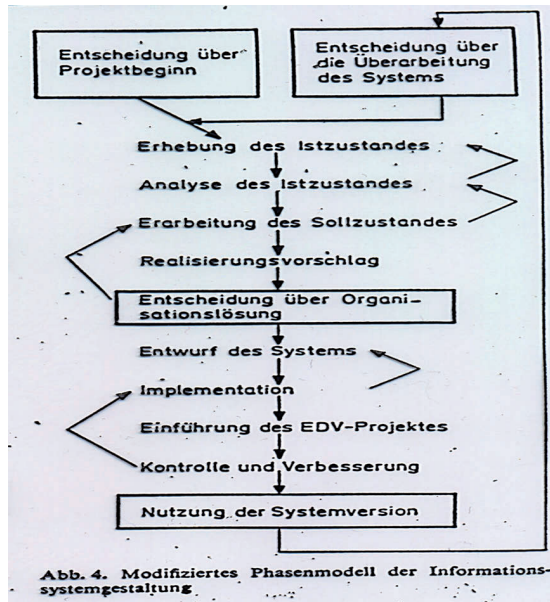 Entscheidung über
Projektbeginn
Entscheidung über
die Überarbeitung
des Systems
Erhebung des Istzustandes
Analyse des Istzustandes
Erarbeitung des Sollzustandes
Realisierungsvorschlag
Entscheidung über Organi-
sationslösung
Entwurf des Systems
Implementation
Einführung des EDV-Projektes
Kontrolle und Verbesserung
Nutzung der Systemversion
Abb. 4. Modifiziertes Phasenmodell der Informations-
systemgestaltung